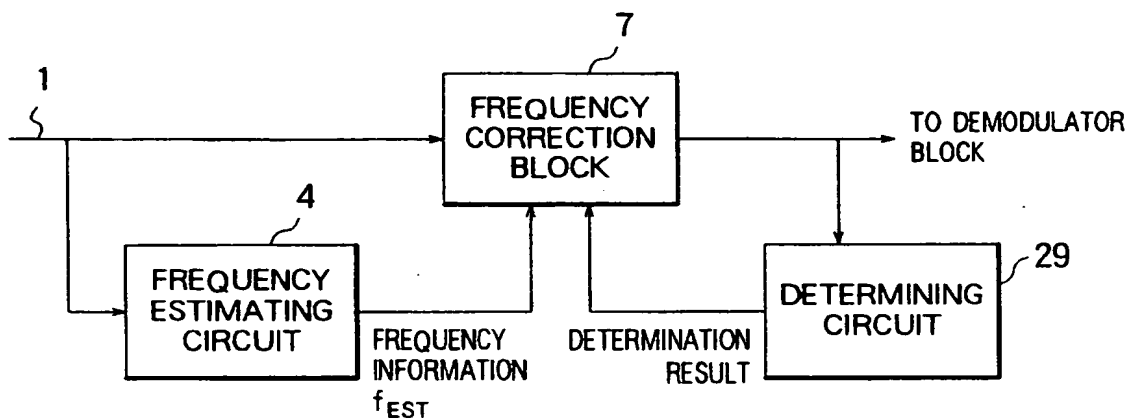 7
1
FREQUENCY
CORRECTION
BLOCK
TO DEMODULATOR
BLOCK
4
FREQUENCY
ESTIMATING
CIRCUIT
FREQUENCY
INFORMATION
fEST
DETERMINATION
RESULT
29
DETERMINING
CIRCUIT